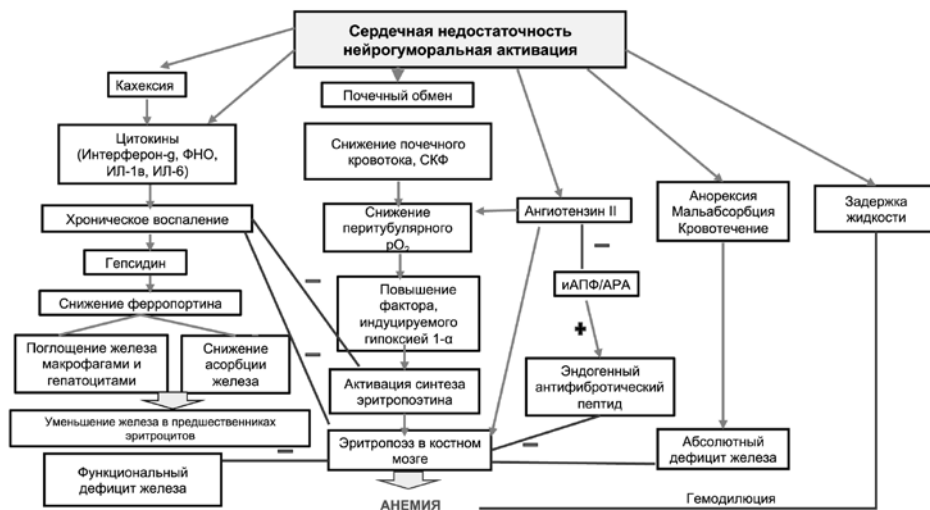 Сердечная недостаточность
нейрогуморальная активация
Кахексия
Почечный обмен
Цитокины
(Интерферон-g, ФНО,
ИЛ-1в, ИЛ-6)
Снижение почечного
кровотока, СКФ
Анорексия
Мальабсорбция
Кровотечение
Задержка
жидкости
Хроническое воспаление
Снижение
перитубулярного
pO₂
Ангиотензин II
–
Гепсидин
–
иАПФ/АРА
Снижение ферропортина
Повышение
фактора,
индуцируемого
гипоксией 1-α
+
Поглощение железа
макрофагами и
гепатоцитами
Снижение
асорбции
железа
–
Активация синтеза
эритропоэтина
Эндогенный
антифибротический
пептид
Уменьшение железа в предшественниках
эритроцитов
Эритропоэз в костном
мозге
–
Абсолютный
дефицит железа
–
Функциональный
дефицит железа
АНЕМИЯ
Гемодилюция